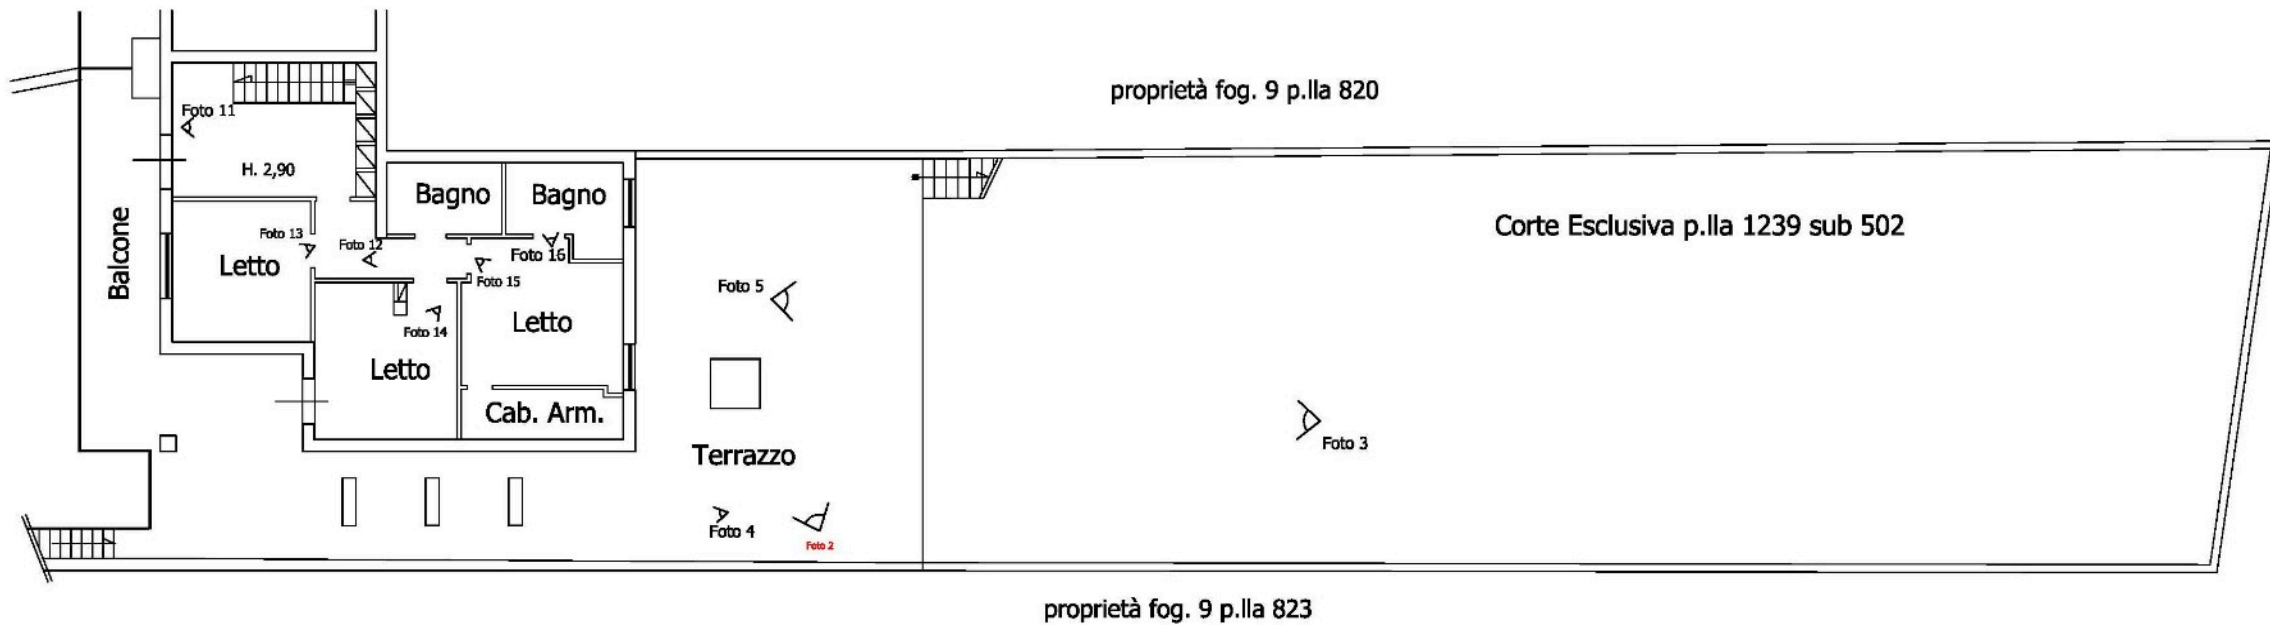 proprietà fog. 9 p.lla 820
Foto 11
H. 2,90
Bagno
Bagno
Corte Esclusiva p.lla 1239 sub 502
Balcone
Foto 13
Foto 12
Foto 16
Letto
Foto 15
Foto 5
Letto
Foto 14
Letto
Cab. Arm.
Foto 3
Terrazzo
Foto 4
Foto 2
proprietà fog. 9 p.lla 823